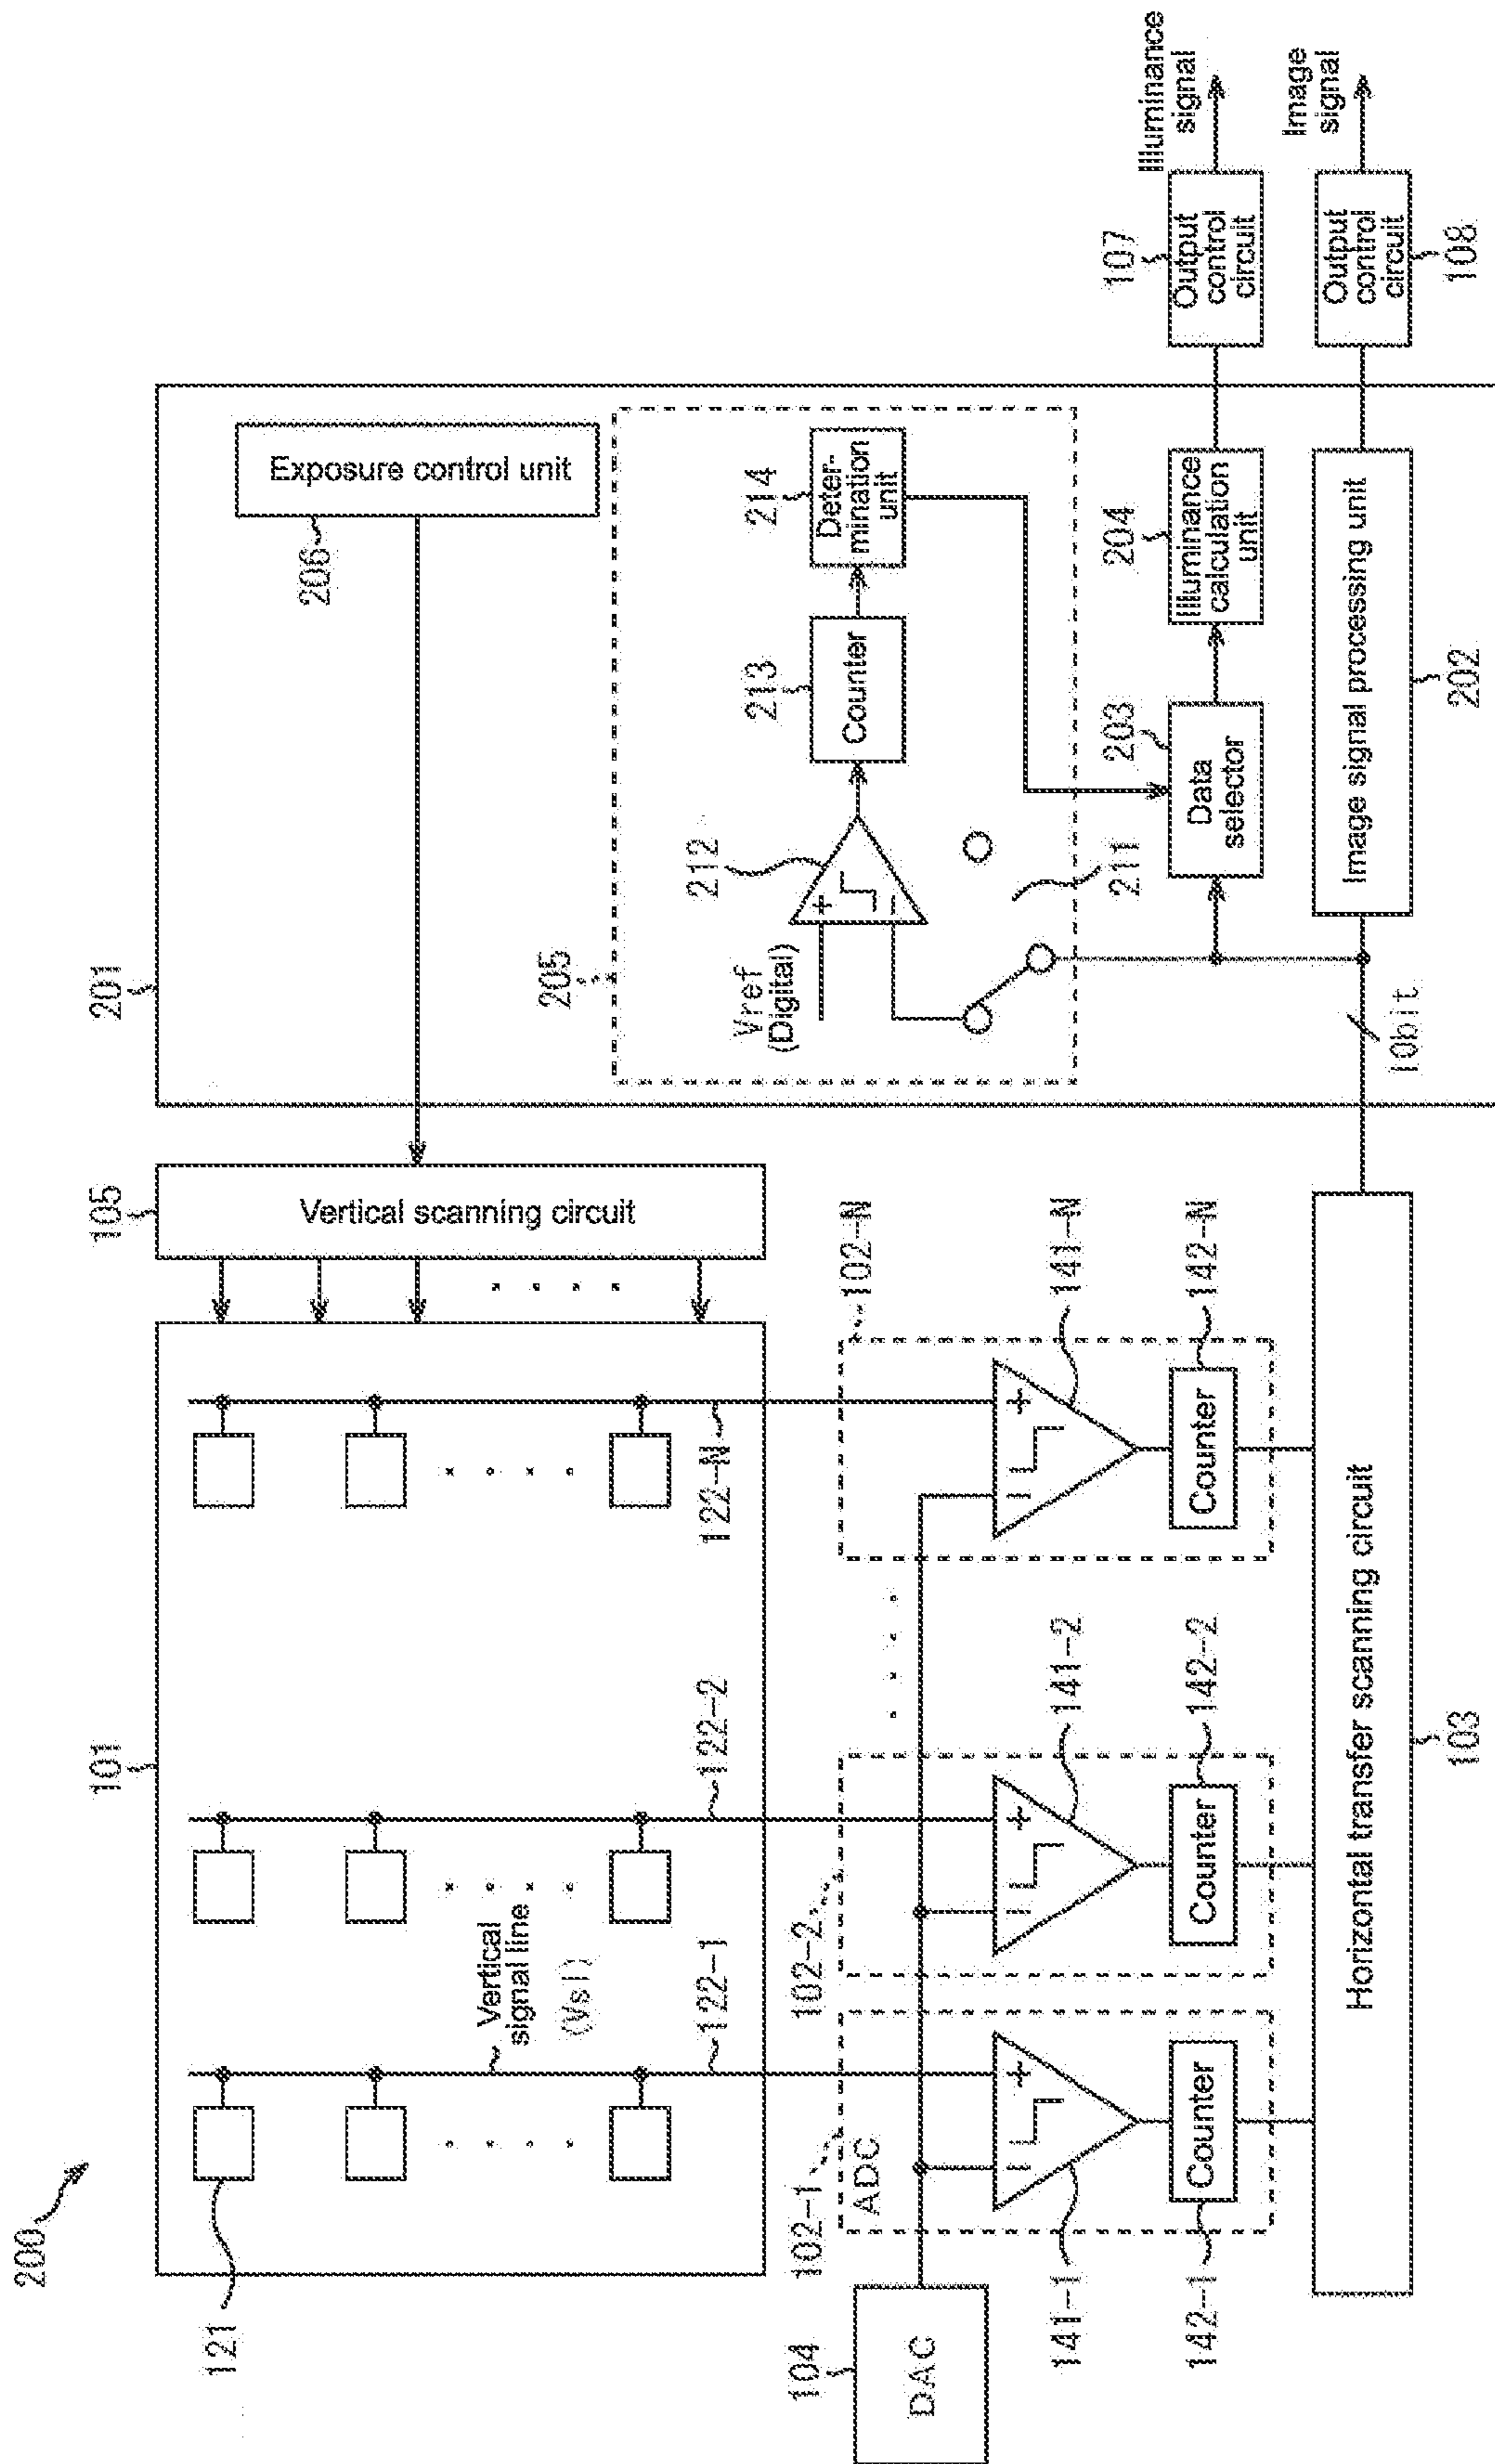 200
101
105
201
121
122-1
122-2
122-N
Vertical
signal line
(Vsl)
Vertical scanning circuit
Exposure control unit
206
205
Vref
(Digital)
+
−
212
Counter
213
Deter-
mination
unit
214
211
104
DAC
102-1
ADC
102-2
102-N
−
+
−
+
−
+
141-1
141-2
141-N
Counter
Counter
Counter
142-1
142-2
142-N
Horizontal transfer scanning circuit
103
10bit
Data
selector
203
Illuminance
calculation
unit
204
Image signal processing unit
202
Output
control
circuit
107
Illuminance
signal
Output
control
circuit
108
Image
signal